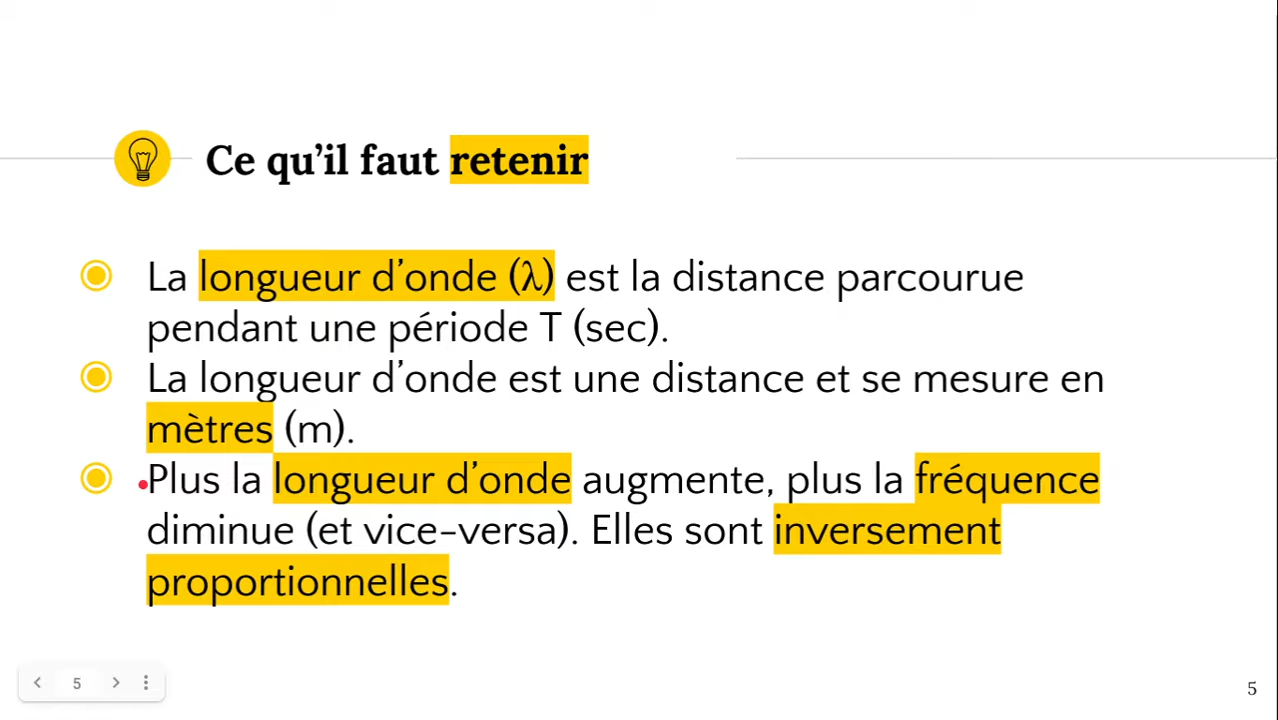 Ce qu’il faut retenir
La longueur d’onde (λ) est la distance parcourue
pendant une période T (sec).
La longueur d’onde est une distance et se mesure en
mètres (m).
Plus la longueur d’onde augmente, plus la fréquence
diminue (et vice-versa). Elles sont inversement
proportionnelles.
5
5